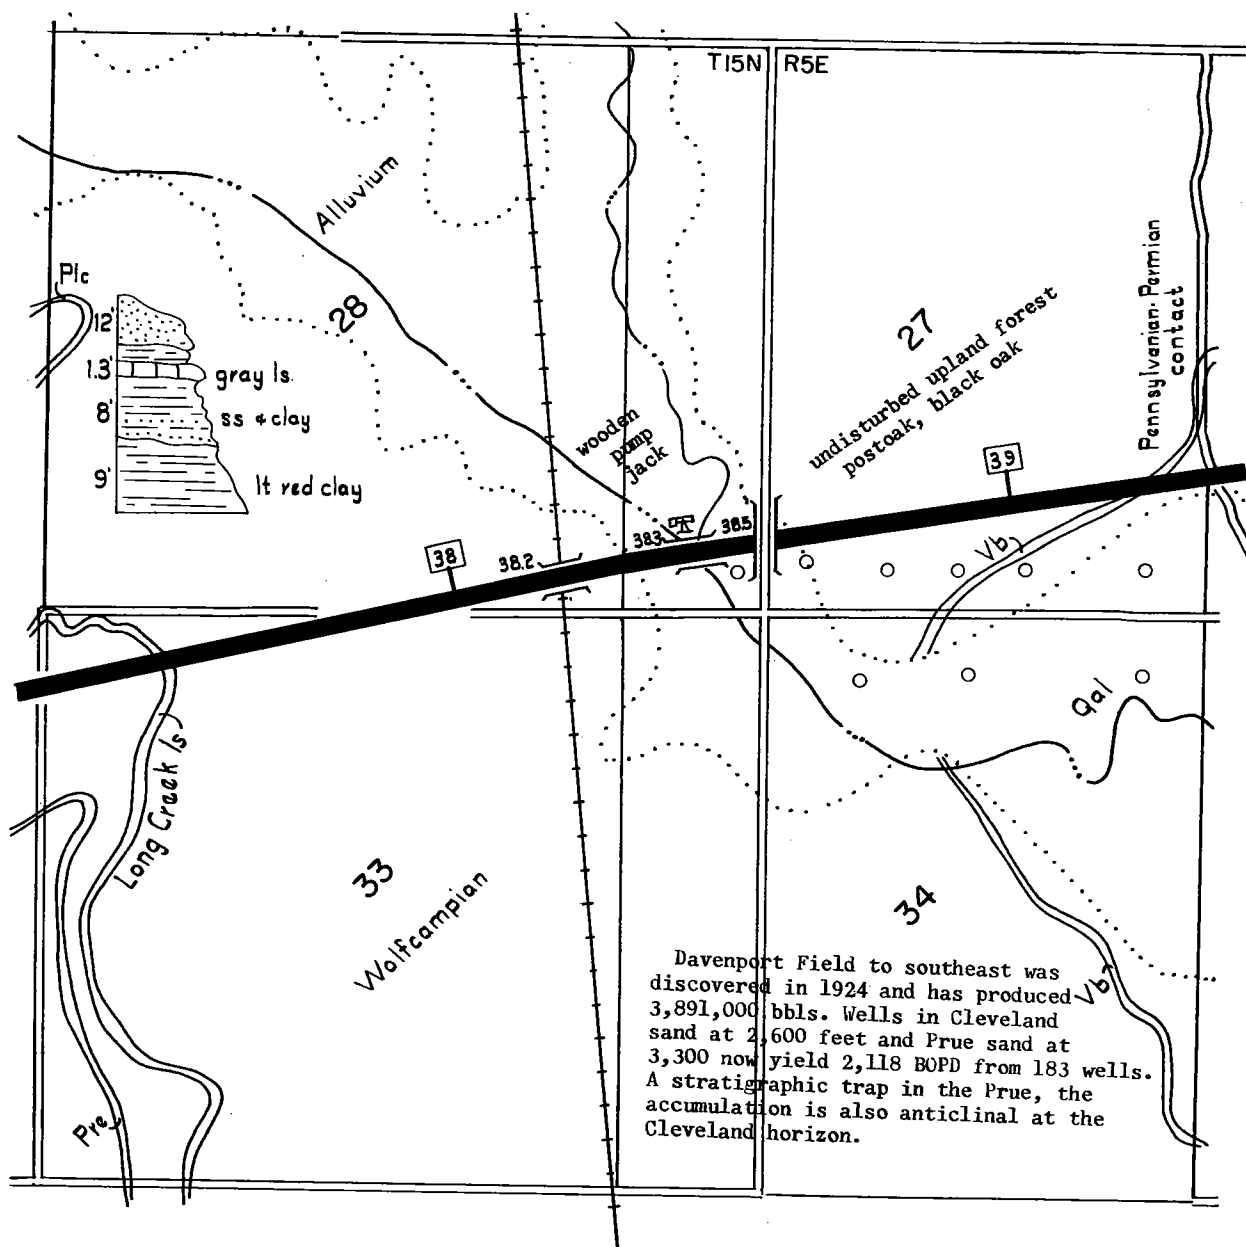 T15N R5E
Alluvium
Plc
28
27
undisturbed upland forest
postoak, black oak
Pennsylvanian-Permian
contact
12'
1.3'
gray ls.
8'
ss & clay
9'
lt red clay
wooden
pump
jack
39
38
38.2
38.3
38.5
Vb
Long Creek ls
Qal
33
Wolfcampian
34
Vb
Davenport Field to southeast was
discovered in 1924 and has produced
3,891,000 bbls. Wells in Cleveland
sand at 2,600 feet and Prue sand at
3,300 now yield 2,118 BOPD from 183 wells.
A stratigraphic trap in the Prue, the
accumulation is also anticlinal at the
Cleveland horizon.
Pre